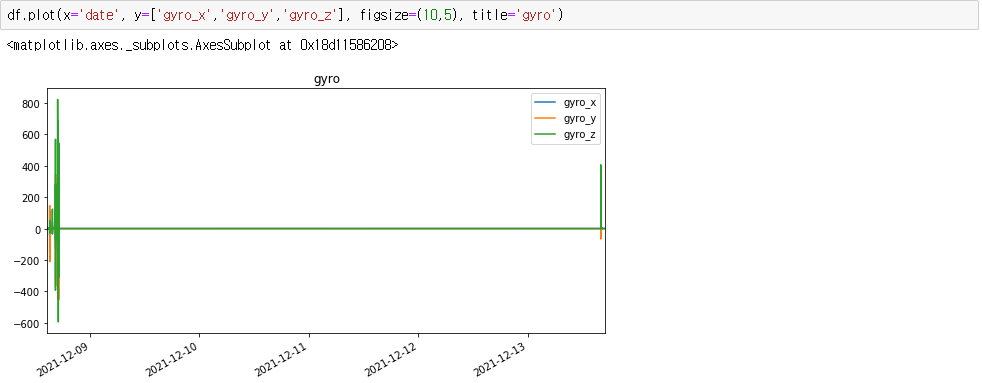 df.plot(x='date', y=['gyro_x','gyro_y','gyro_z'], figsize=(10,5), title='gyro')
<matplotlib.axes._subplots.AxesSubplot at 0x18d11586208>
gyro
gyro_x
gyro_y
gyro_z
800
600
400
200
0
−200
−400
−600
2021-12-09
2021-12-10
2021-12-11
2021-12-12
2021-12-13